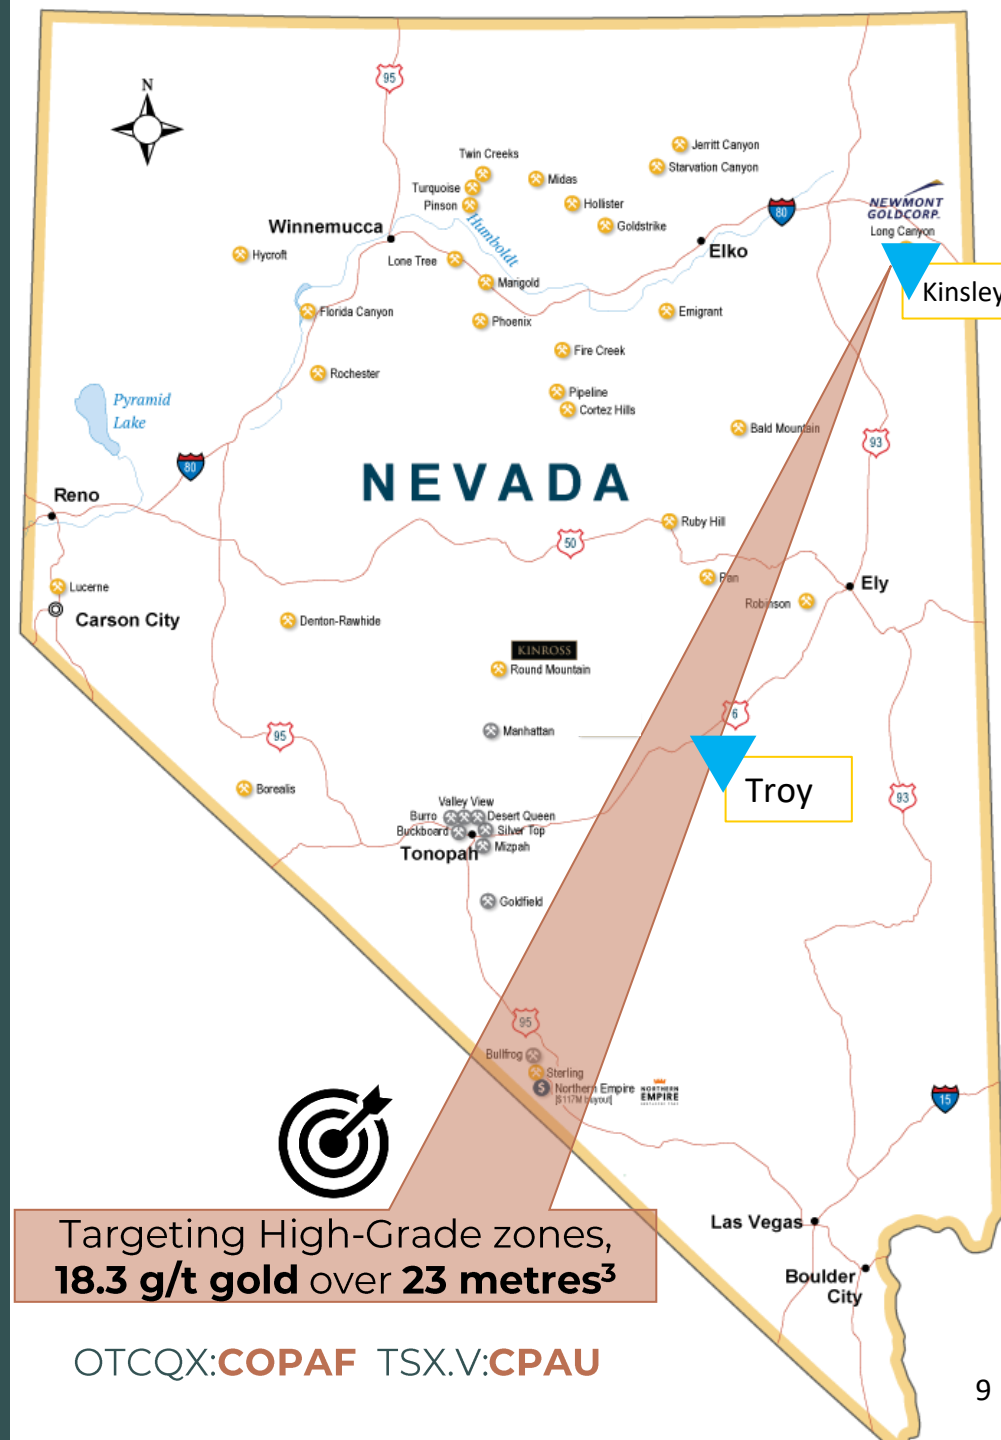 N
95
Twin Creeks
Jerritt Canyon
Starvation Canyon
Turquoise
Midas
Pinson
Hollister
80
NEWMONT
GOLDCORP.
Humboldt
Goldstrike
Winnemucca
Long Canyon
Elko
Hycroft
Lone Tree
Marigold
Kinsley
Florida Canyon
Phoenix
Emigrant
Fire Creek
Rochester
Pipeline
Pyramid
Lake
Cortez Hills
Bald Mountain
93
80
NEVADA
Reno
Ruby Hill
50
Lucerne
Pan
Ely
Robinson
Carson City
Denton-Rawhide
KINROSS
Round Mountain
6
95
Manhattan
Borealis
Troy
93
Valley View
Burro
Desert Queen
Buckboard
Silver Top
Tonopah
Mizpah
Goldfield
95
Bullfrog
Sterling
$
Northern Empire
[$117M buyout]
NORTHERN
EMPIRE
15
Las Vegas
Targeting High-Grade zones,
18.3 g/t gold over 23 metres³
Boulder
City
OTCQX:COPAF TSX.V:CPAU
9